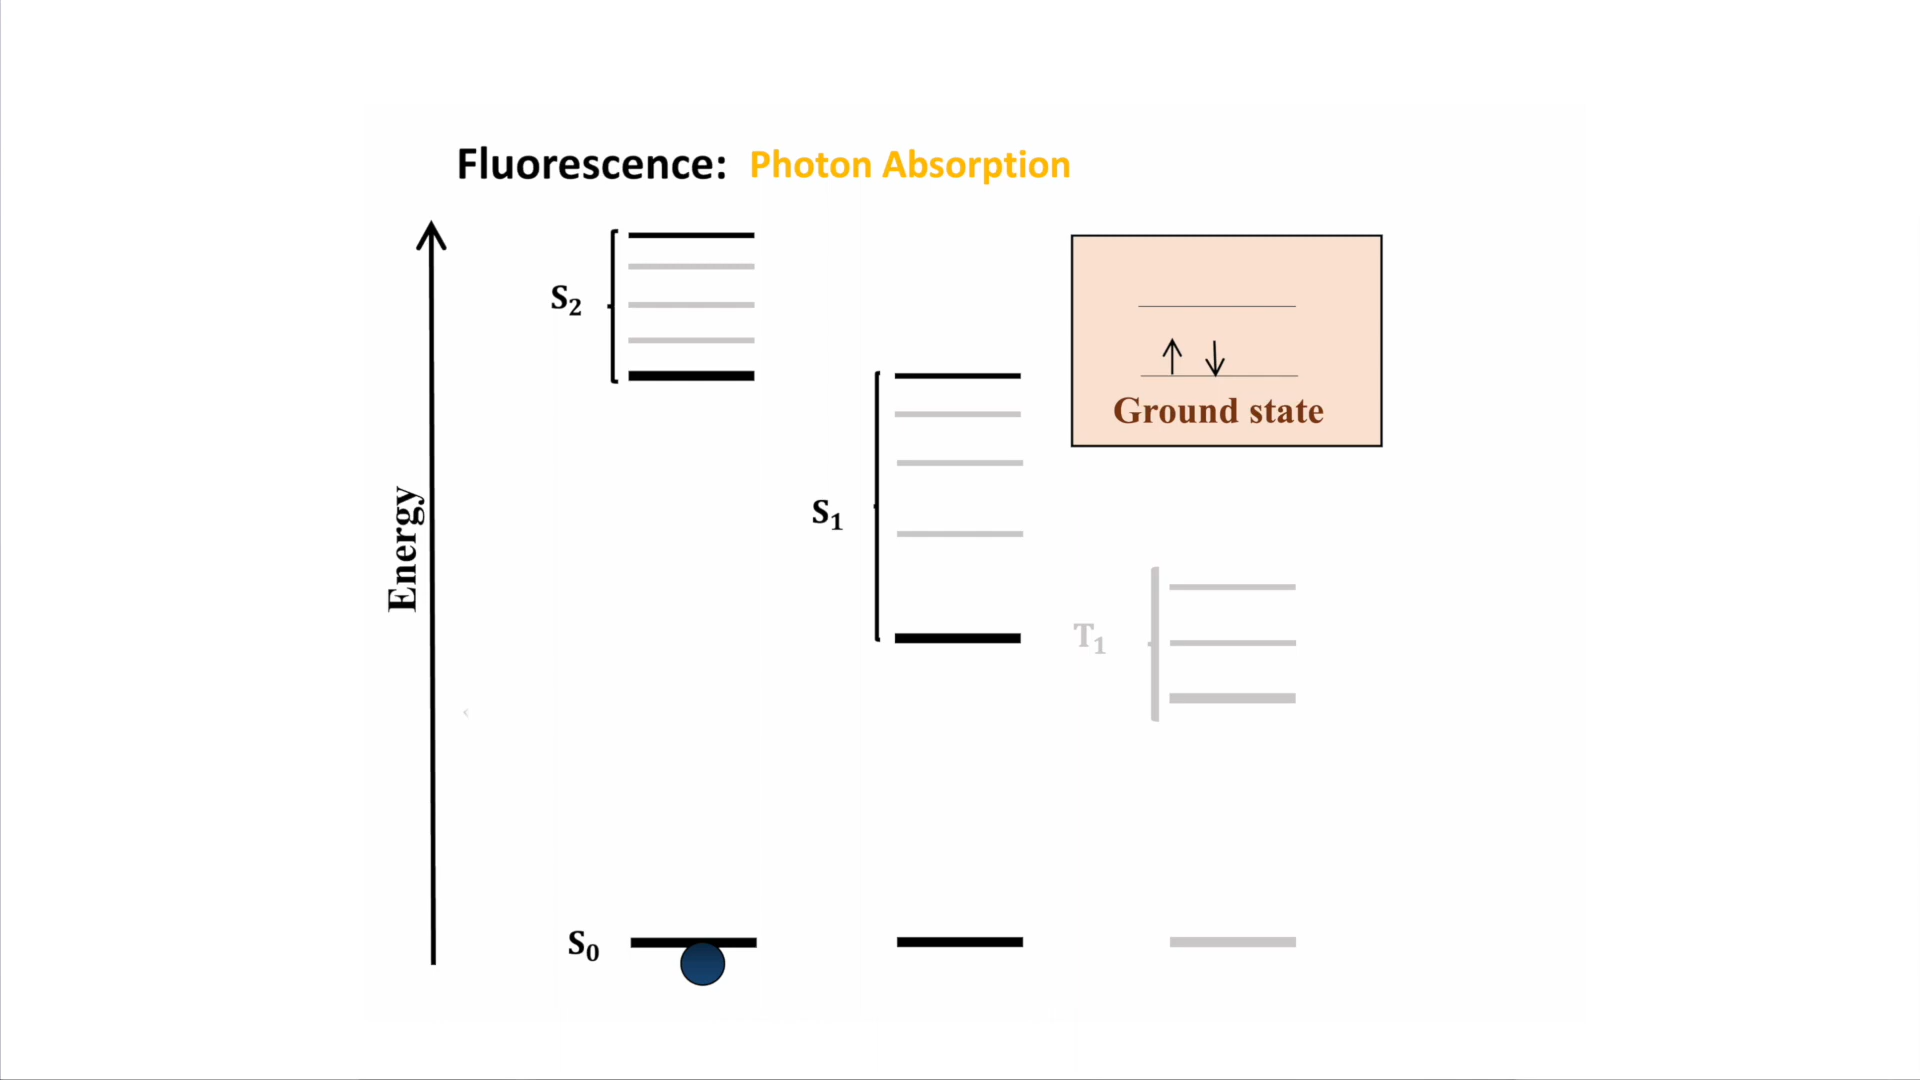 Fluorescence: Photon Absorption
S₂
Ground state
S₁
Energy
T₁
S₀